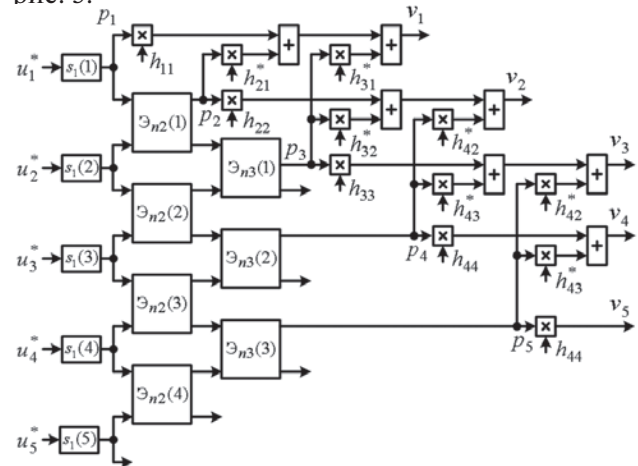 рис. 5.
p₁
v₁
u₁*
s₁(1)
h₁₁
h₂₁*
h₃₁*
v₂
Эₙ₂(1)
p₂
h₂₂
h₃₂*
h₄₂*
v₃
u₂*
s₁(2)
Эₙ₃(1)
p₃
h₃₃
h₄₃*
h₄₂*
v₄
Эₙ₂(2)
u₃*
s₁(3)
Эₙ₃(2)
p₄
h₄₄
h₄₃*
v₅
Эₙ₂(3)
u₄*
s₁(4)
Эₙ₃(3)
p₅
h₄₄
Эₙ₂(4)
u₅*
s₁(5)